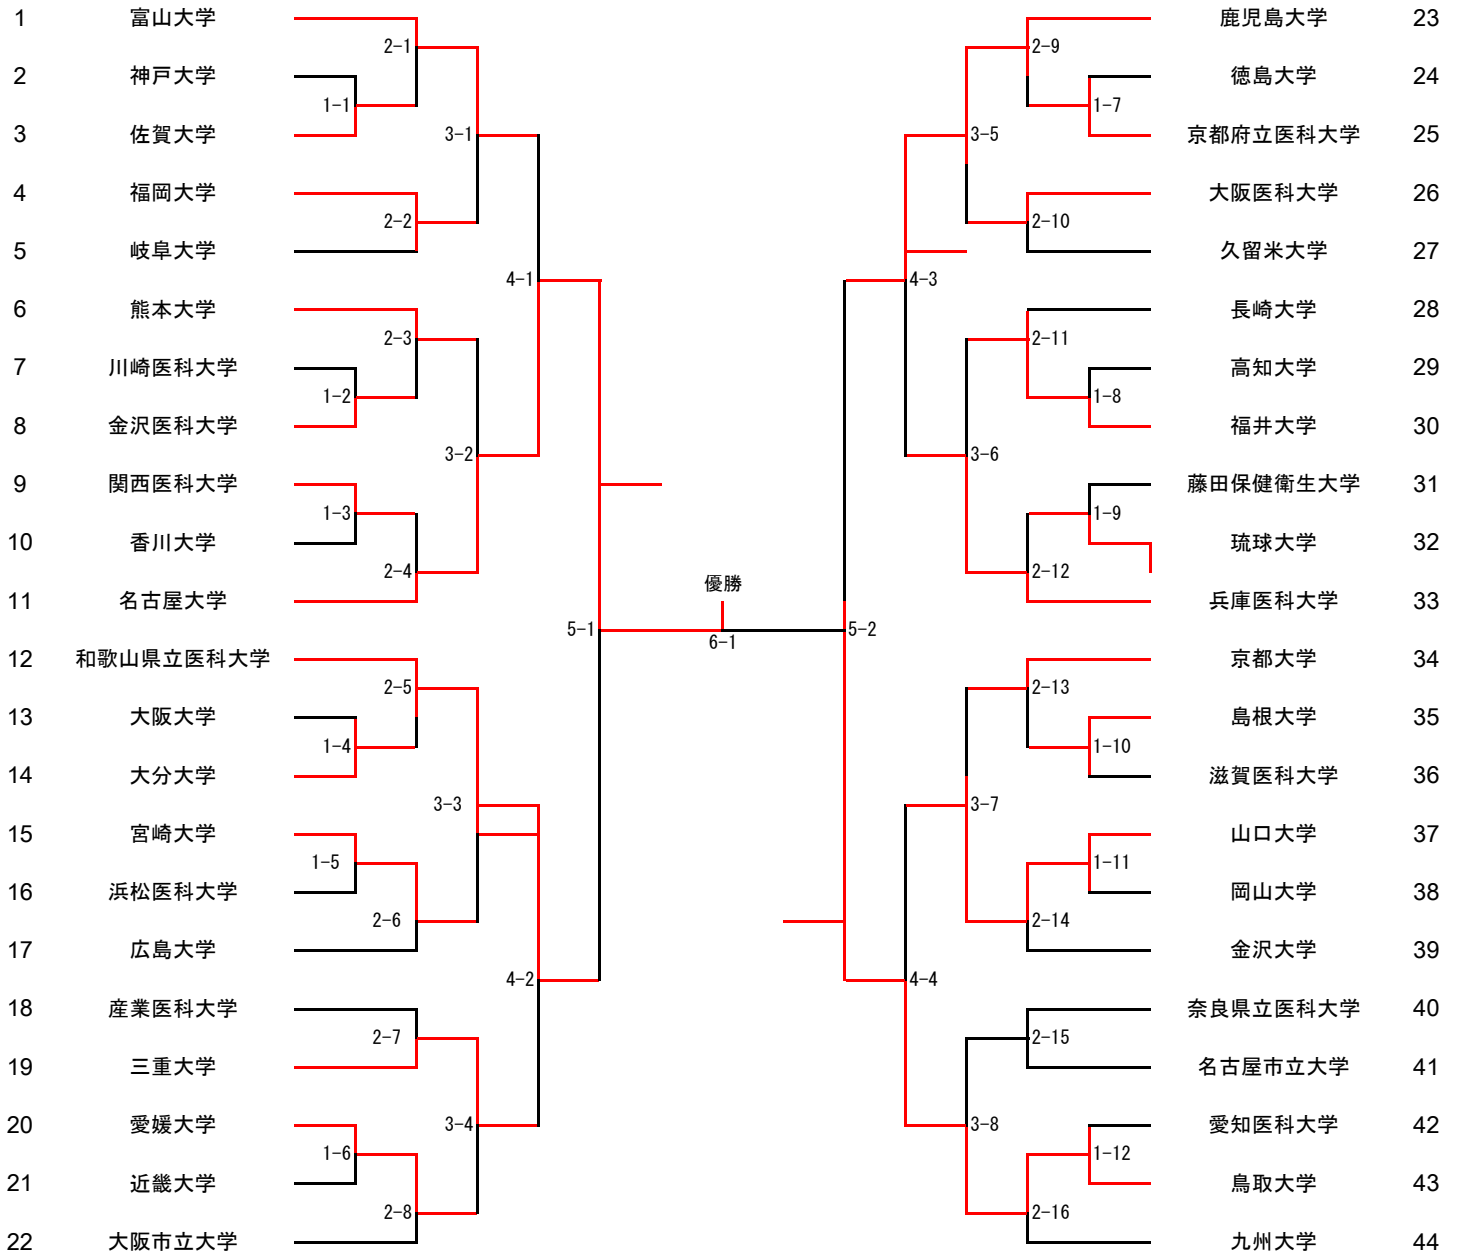 1 富山大学
2 神戸大学
3 佐賀大学
4 福岡大学
5 岐阜大学
6 熊本大学
7 川崎医科大学
8 金沢医科大学
9 関西医科大学
10 香川大学
11 名古屋大学
12 和歌山県立医科大学
13 大阪大学
14 大分大学
15 宮崎大学
16 浜松医科大学
17 広島大学
18 産業医科大学
19 三重大学
20 愛媛大学
21 近畿大学
22 大阪市立大学
1-1
1-2
1-3
1-4
1-5
1-6
2-1
2-2
2-3
2-4
2-5
2-6
2-7
2-8
3-1
3-2
3-3
3-4
4-1
4-2
5-1
優勝
6-1
5-2
4-3
4-4
3-5
3-6
3-7
3-8
2-9
2-10
2-11
2-12
2-13
2-14
2-15
2-16
1-7
1-8
1-9
1-10
1-11
1-12
鹿児島大学 23
徳島大学 24
京都府立医科大学 25
大阪医科大学 26
久留米大学 27
長崎大学 28
高知大学 29
福井大学 30
藤田保健衛生大学 31
琉球大学 32
兵庫医科大学 33
京都大学 34
島根大学 35
滋賀医科大学 36
山口大学 37
岡山大学 38
金沢大学 39
奈良県立医科大学 40
名古屋市立大学 41
愛知医科大学 42
鳥取大学 43
九州大学 44